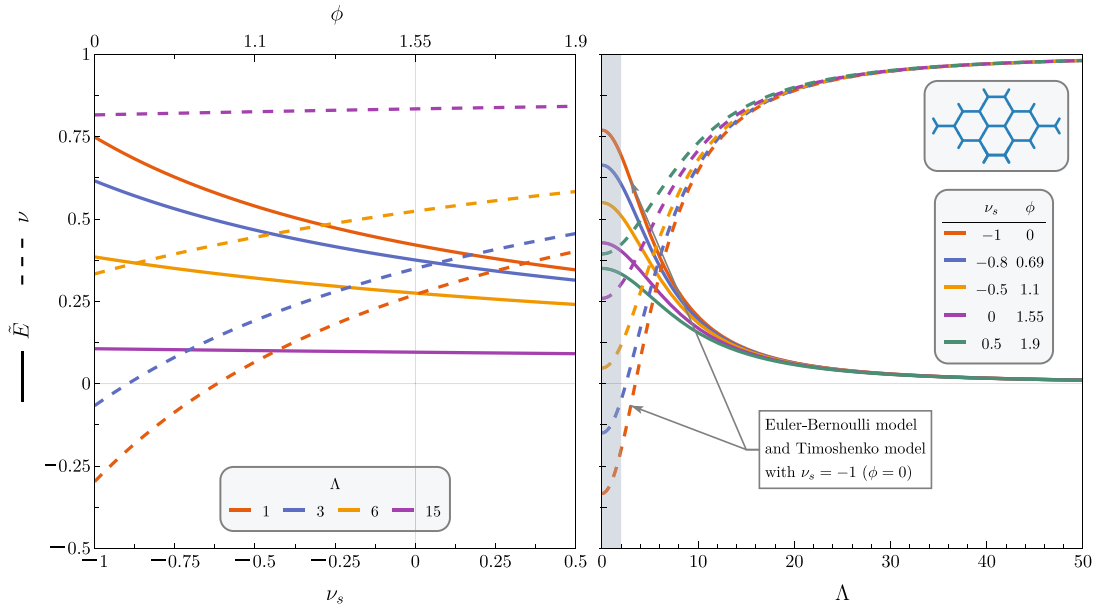 ϕ
0 1.1 1.55 1.9
1
0.75
0.5
0.25
0
−0.25
−0.5
Ẽ ν
Λ
1 3 6 15
−1 −0.75 −0.5 −0.25 0 0.25 0.5
ν_s
ν_s ϕ
−1 0
−0.8 0.69
−0.5 1.1
0 1.55
0.5 1.9
Euler-Bernoulli model
and Timoshenko model
with ν_s = −1 (ϕ = 0)
0 10 20 30 40 50
Λ